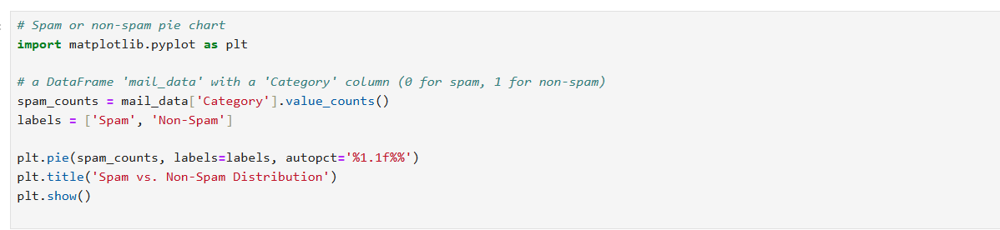 # Spam or non-spam pie chart
import matplotlib.pyplot as plt
# a DataFrame 'mail_data' with a 'Category' column (0 for spam, 1 for non-spam)
spam_counts = mail_data['Category'].value_counts()
labels = ['Spam', 'Non-Spam']
plt.pie(spam_counts, labels=labels, autopct='%1.1f%%')
plt.title('Spam vs. Non-Spam Distribution')
plt.show()